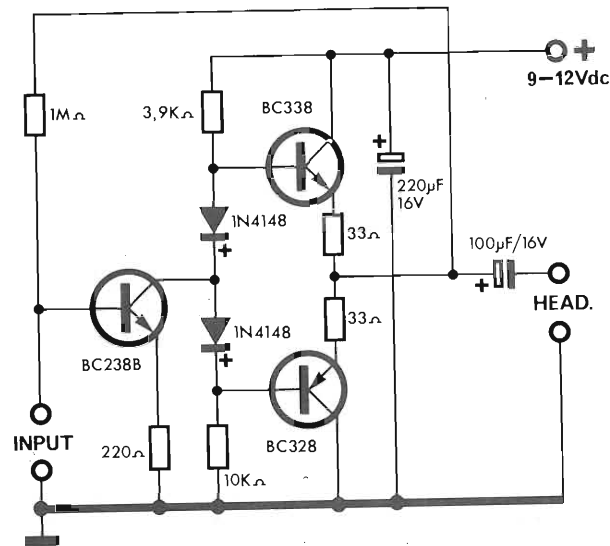 +
9-12Vdc
1MΩ
3,9KΩ
BC338
+
220µF
16V
1N4148
+
33Ω
100µF/16V
+
HEAD.
1N4148
+
33Ω
BC238B
BC328
INPUT
220Ω
10KΩ